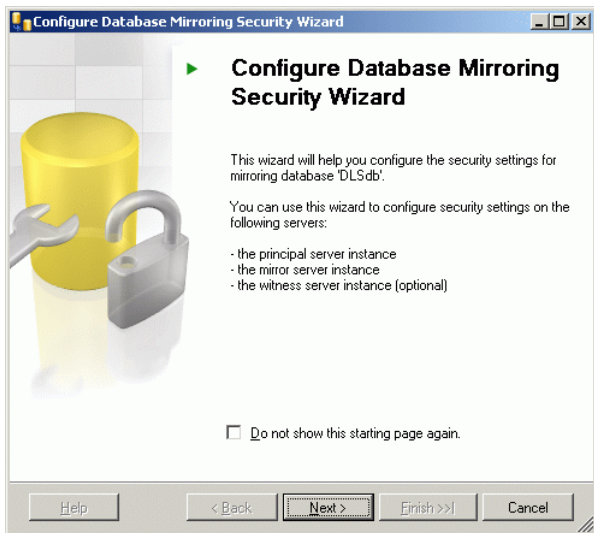 Configure Database Mirroring Security Wizard
Configure Database Mirroring
Security Wizard
This wizard will help you configure the security settings for
mirroring database 'DLSdb'.
You can use this wizard to configure security settings on the
following servers:
- the principal server instance
- the mirror server instance
- the witness server instance (optional)
Do not show this starting page again.
Help
< Back
Next >
Finish >>|
Cancel